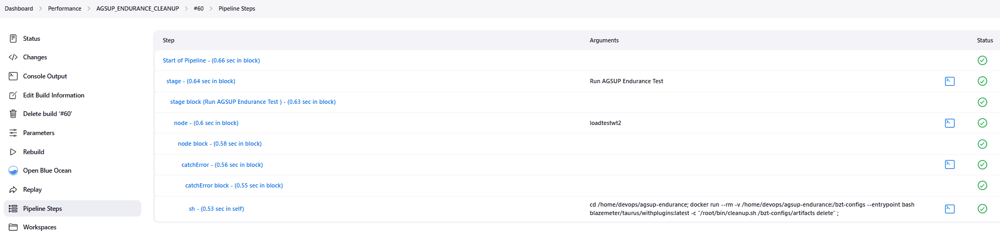 Dashboard > Performance > AGSUP_ENDURANCE_CLEANUP > #60 > Pipeline Steps
Status
Changes
Console Output
Edit Build Information
Delete build ‘#60’
Parameters
Rebuild
Open Blue Ocean
Replay
Pipeline Steps
Workspaces
Step Arguments Status
Start of Pipeline - (0.66 sec in block)
stage - (0.64 sec in block) Run AGSUP Endurance Test
stage block (Run AGSUP Endurance Test ) - (0.63 sec in block)
node - (0.6 sec in block) loadtestwt2
node block - (0.58 sec in block)
catchError - (0.56 sec in block)
catchError block - (0.55 sec in block)
sh - (0.53 sec in self) cd /home/devops/agsup-endurance; docker run --rm -v /home/devops/agsup-endurance:/bzt-configs --entrypoint bash
blazemeter/taurus/withplugins:latest -c "/root/bin/cleanup.sh /bzt-configs/artifacts delete" ;